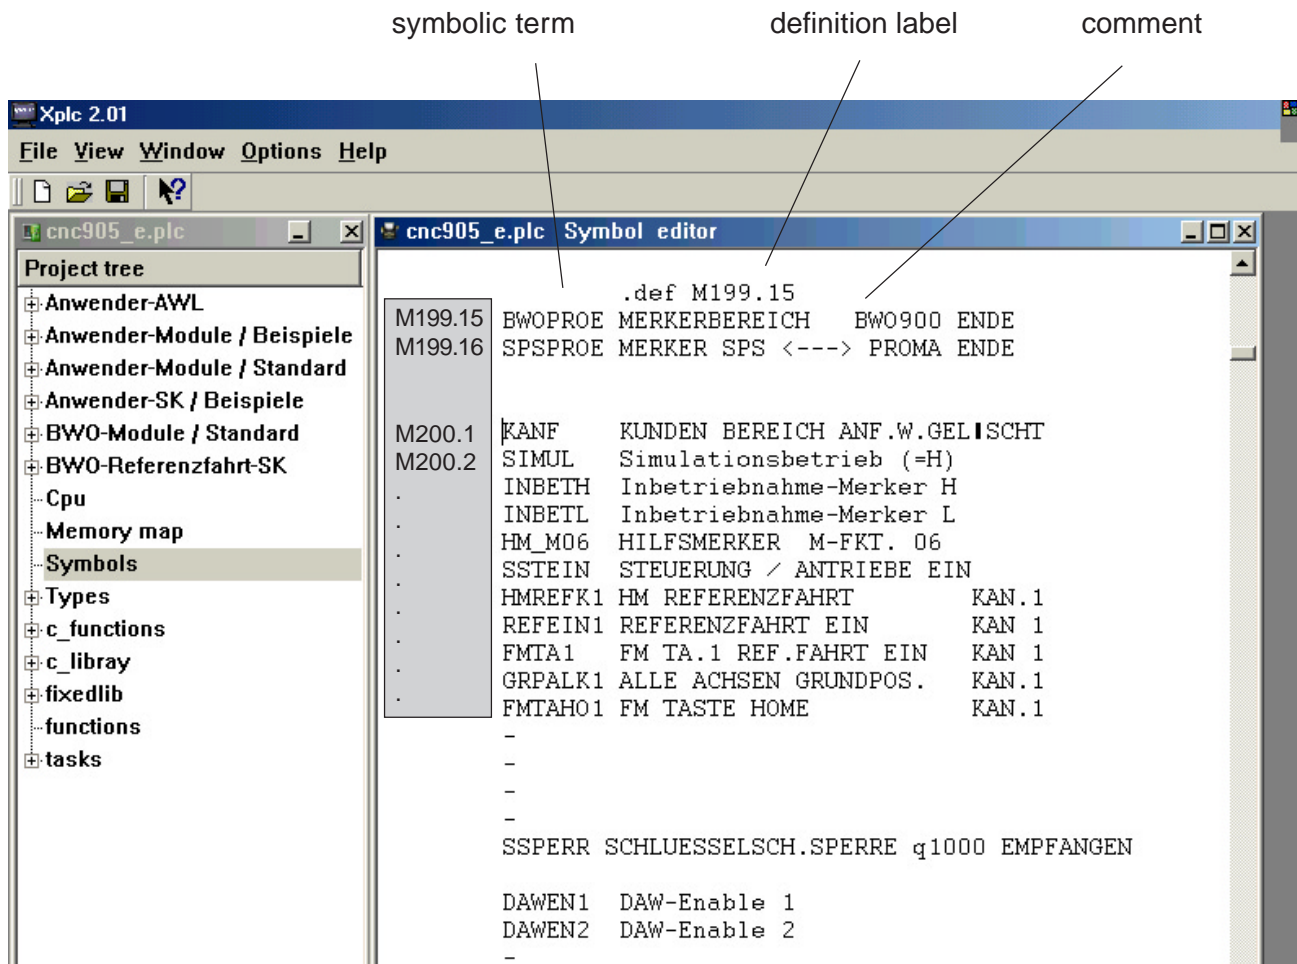 symbolic term definition label comment
Xplc 2.01
File View Window Options Help
cnc905_e.plc
Project tree
Anwender-AWL
Anwender-Module / Beispiele
Anwender-Module / Standard
Anwender-SK / Beispiele
BWO-Module / Standard
BWO-Referenzfahrt-SK
Cpu
Memory map
Symbols
Types
c_functions
c_libray
fixedlib
functions
tasks
cnc905_e.plc Symbol editor
.def M199.15
M199.15 BWOPROE MERKERBEREICH BWO900 ENDE
M199.16 SPSPROE MERKER SPS <---> PROMA ENDE
M200.1 KANF KUNDEN BEREICH ANF.W.GEL▮SCHT
M200.2 SIMUL Simulationsbetrieb (=H)
. INBETH Inbetriebnahme-Merker H
. INBETL Inbetriebnahme-Merker L
. HM_M06 HILFSMERKER M-FKT. 06
. SSTEIN STEUERUNG / ANTRIEBE EIN
. HMREFK1 HM REFERENZFAHRT KAN.1
. REFEIN1 REFERENZFAHRT EIN KAN 1
. FMTA1 FM TA.1 REF.FAHRT EIN KAN 1
. GRPALK1 ALLE ACHSEN GRUNDPOS. KAN.1
FMTAHO1 FM TASTE HOME KAN.1
-
-
-
-
SSPERR SCHLUESSELSCH.SPERRE q1000 EMPFANGEN
DAWEN1 DAW-Enable 1
DAWEN2 DAW-Enable 2
-